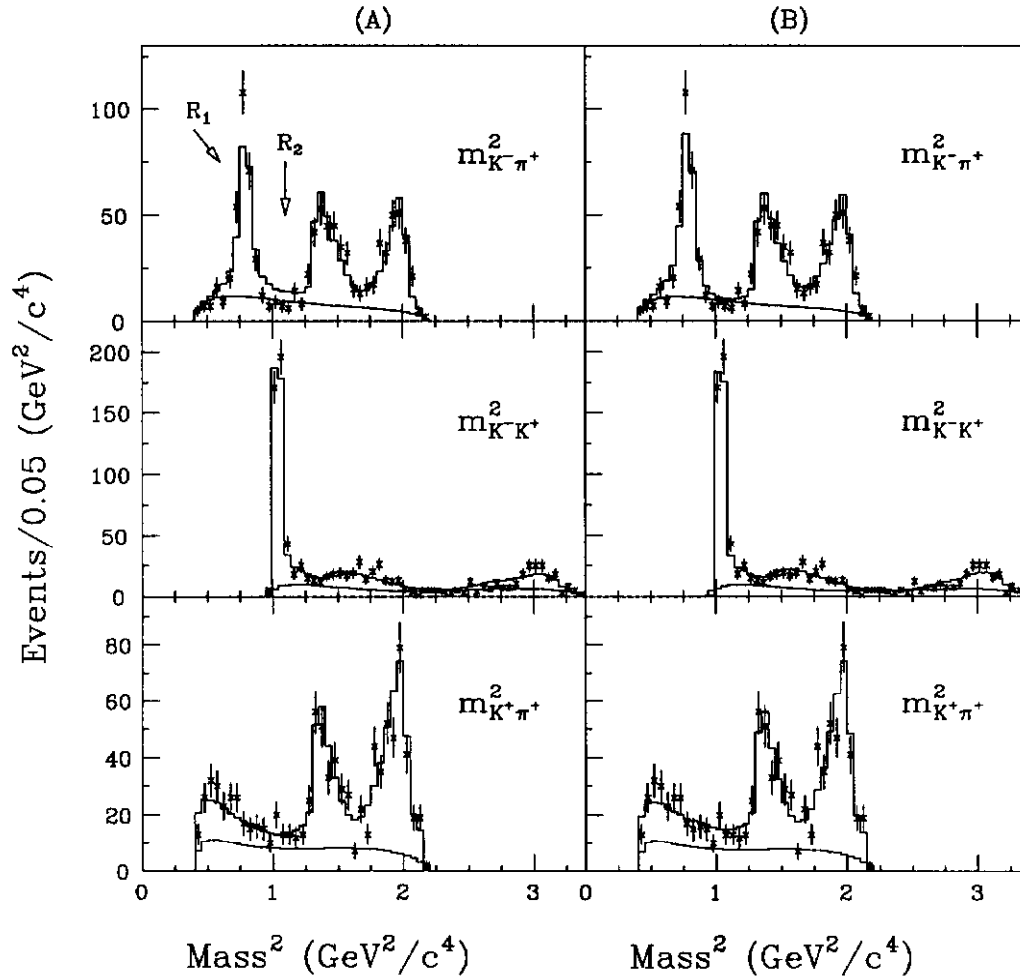 (A) (B)
Events/0.05 (GeV²/c⁴)
100
50
0
R₁
R₂
m²K⁻π⁺
m²K⁻π⁺
200
150
100
50
0
m²K⁻K⁺
m²K⁻K⁺
80
60
40
20
0
m²K⁺π⁺
m²K⁺π⁺
0 1 2 3 0 1 2 3
Mass² (GeV²/c⁴) Mass² (GeV²/c⁴)